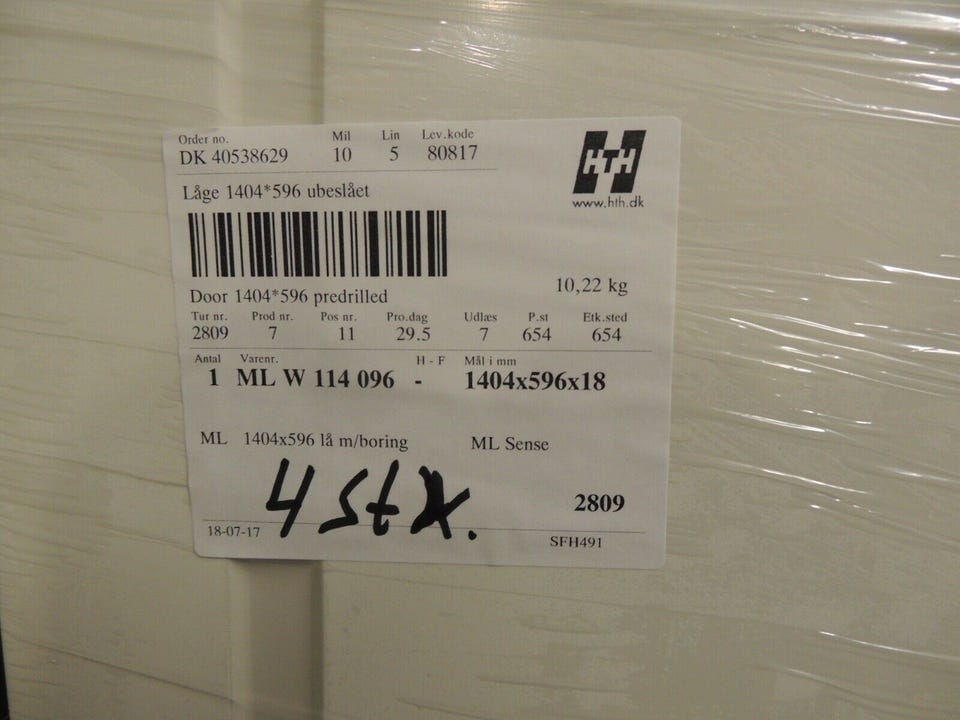 Order no. Mil Lin Lev.kode
DK 40538629 10 5 80817
HTH
www.hth.dk
Låge 1404*596 ubeslået
Door 1404*596 predrilled 10,22 kg
Tur nr. Prod nr. Pos nr. Pro.dag Udlæs P.st Etk.sted
2809 7 11 29.5 7 654 654
Antal Varenr. H - F Mål i mm
1 ML W 114 096 - 1404x596x18
ML 1404x596 lå m/boring ML Sense
4 stk.
2809
18-07-17 SFH491